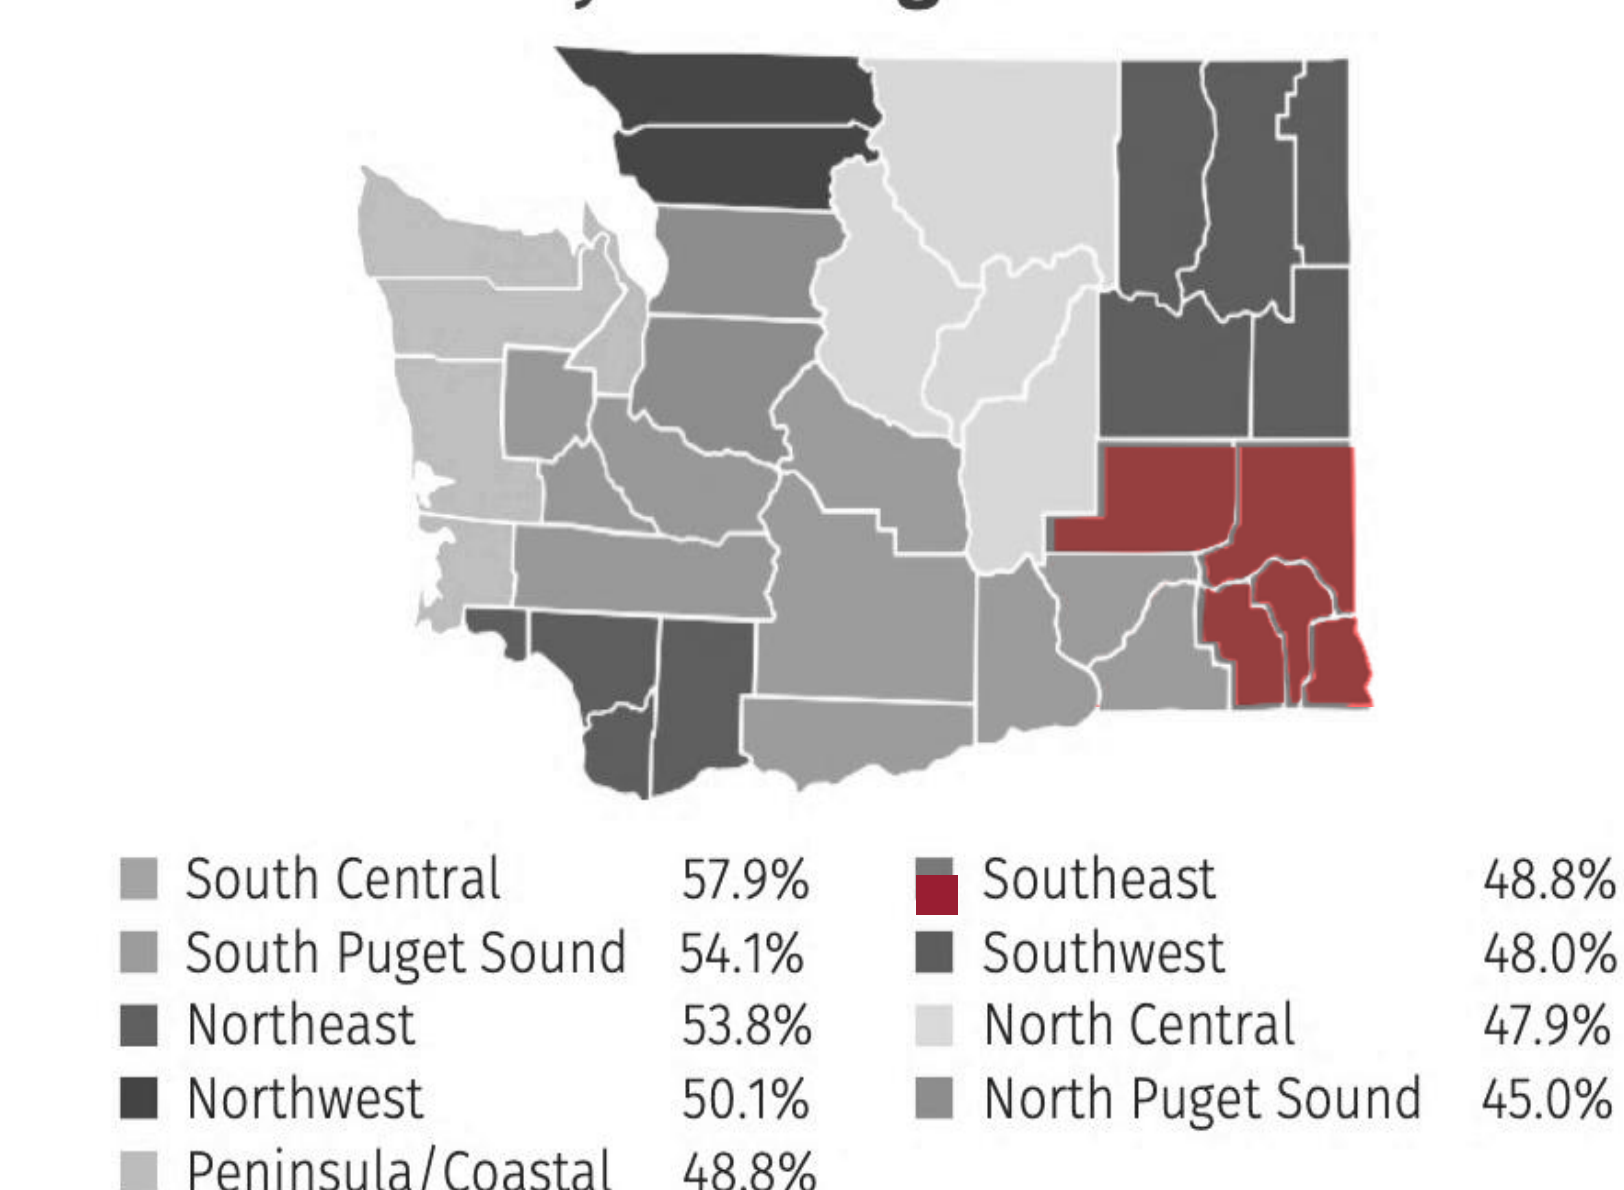 South Central 57.9%
South Puget Sound 54.1%
Northeast 53.8%
Northwest 50.1%
Peninsula/Coastal 48.8%
Southeast 48.8%
Southwest 48.0%
North Central 47.9%
North Puget Sound 45.0%